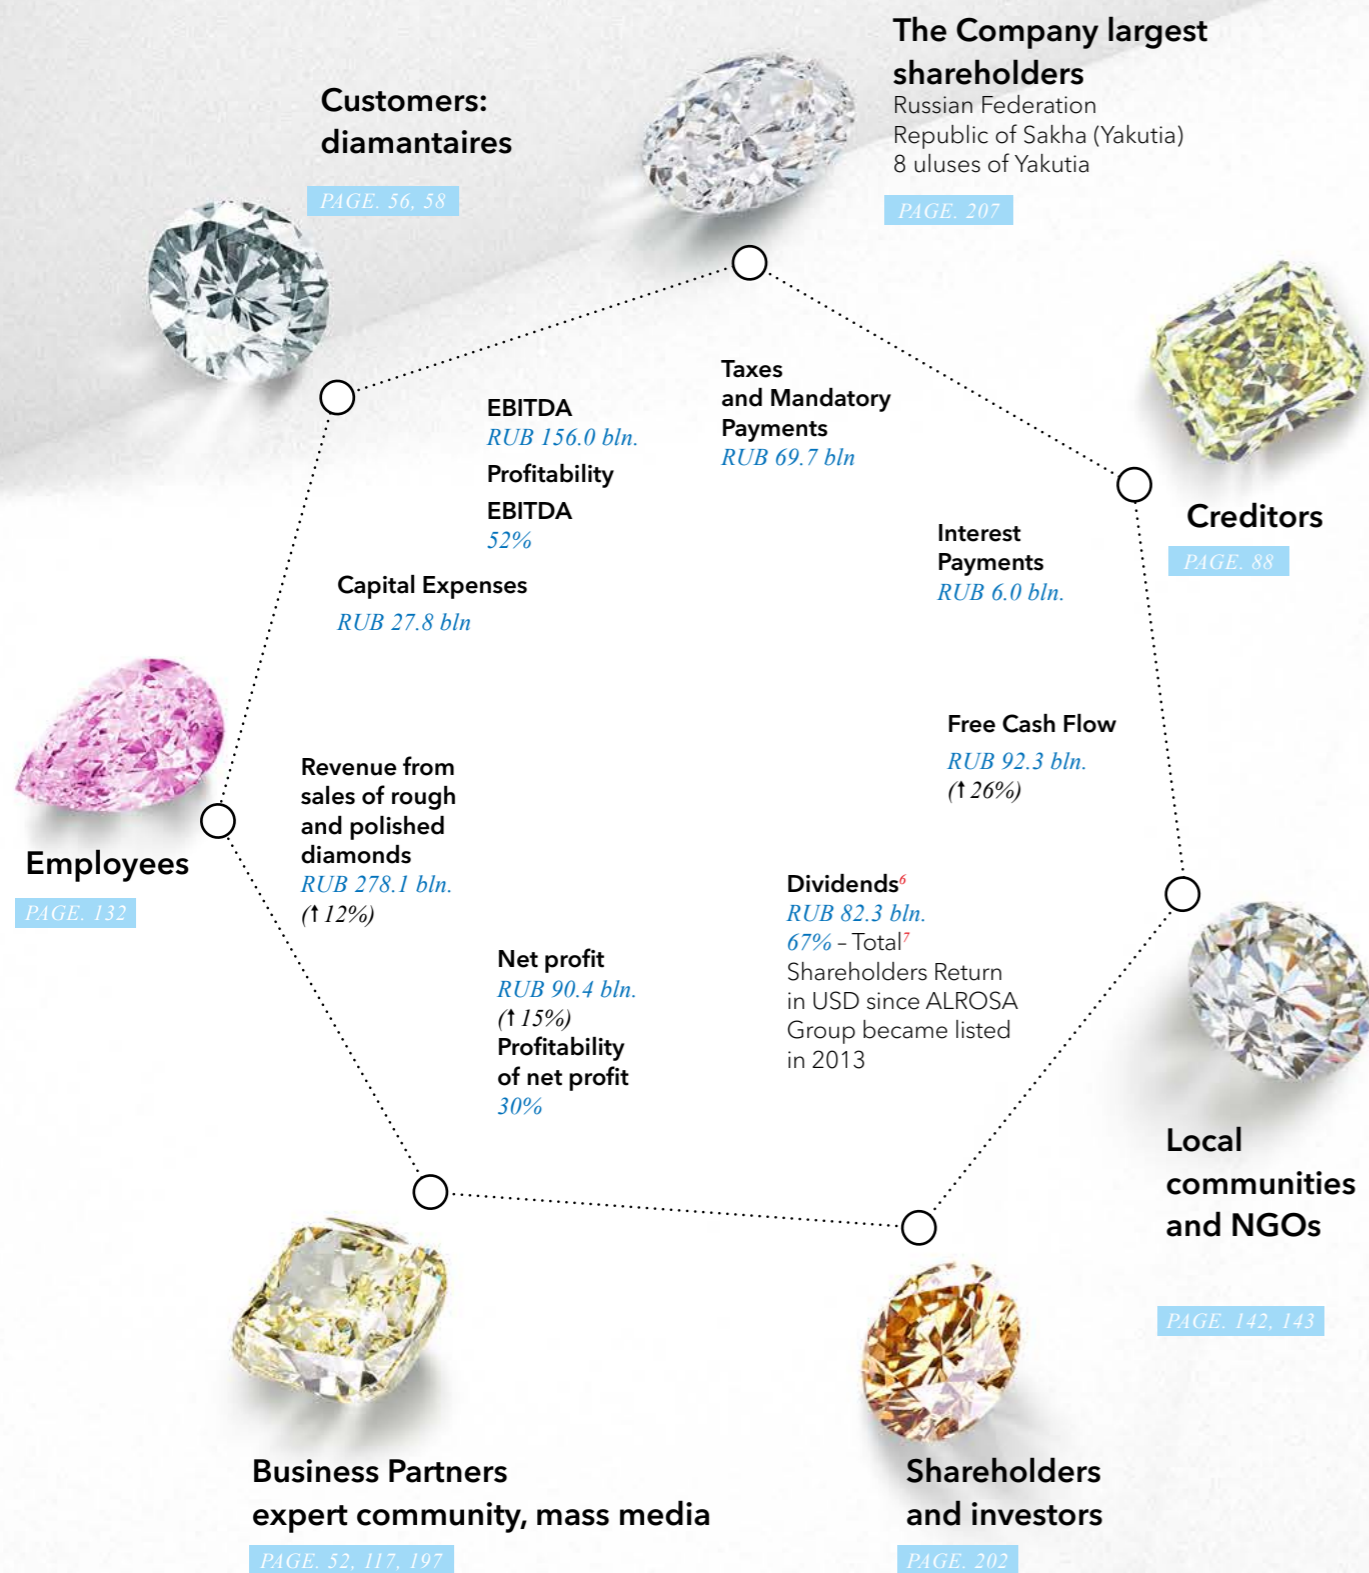 The Company largest
shareholders
Russian Federation
Republic of Sakha (Yakutia)
8 uluses of Yakutia
PAGE. 207
Customers:
diamantaires
PAGE. 56, 58
Creditors
PAGE. 88
EBITDA
RUB 156.0 bln.
Profitability
EBITDA
52%
Taxes
and Mandatory
Payments
RUB 69.7 bln
Interest
Payments
RUB 6.0 bln.
Capital Expenses
RUB 27.8 bln
Free Cash Flow
RUB 92.3 bln.
(↑ 26%)
Employees
PAGE. 132
Revenue from
sales of rough
and polished
diamonds
RUB 278.1 bln.
(↑ 12%)
Dividends⁶
RUB 82.3 bln.
67% – Total⁷
Shareholders Return
in USD since ALROSA
Group became listed
in 2013
Net profit
RUB 90.4 bln.
(↑ 15%)
Profitability
of net profit
30%
Local
communities
and NGOs
PAGE. 142, 143
Business Partners
expert community, mass media
PAGE. 52, 117, 197
Shareholders
and investors
PAGE. 202